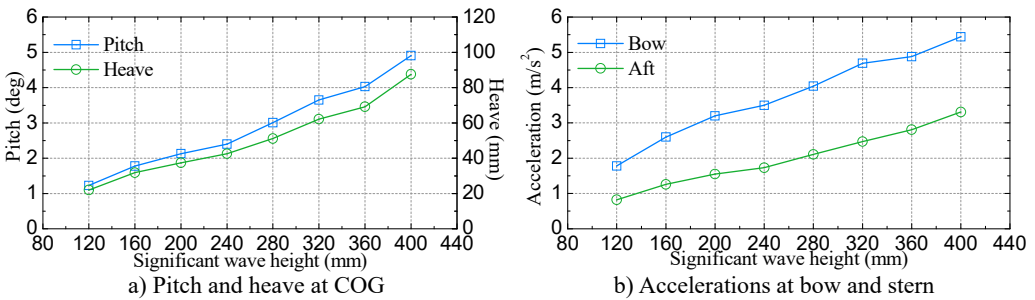 Pitch (deg)
6
5
4
3
2
1
0
Pitch
Heave
120
100
80
60
40
20
0
Heave (mm)
80 120 160 200 240 280 320 360 400 440
Significant wave height (mm)
a) Pitch and heave at COG
Acceleration (m/s²)
6
5
4
3
2
1
0
Bow
Aft
80 120 160 200 240 280 320 360 400 440
Significant wave height (mm)
b) Accelerations at bow and stern